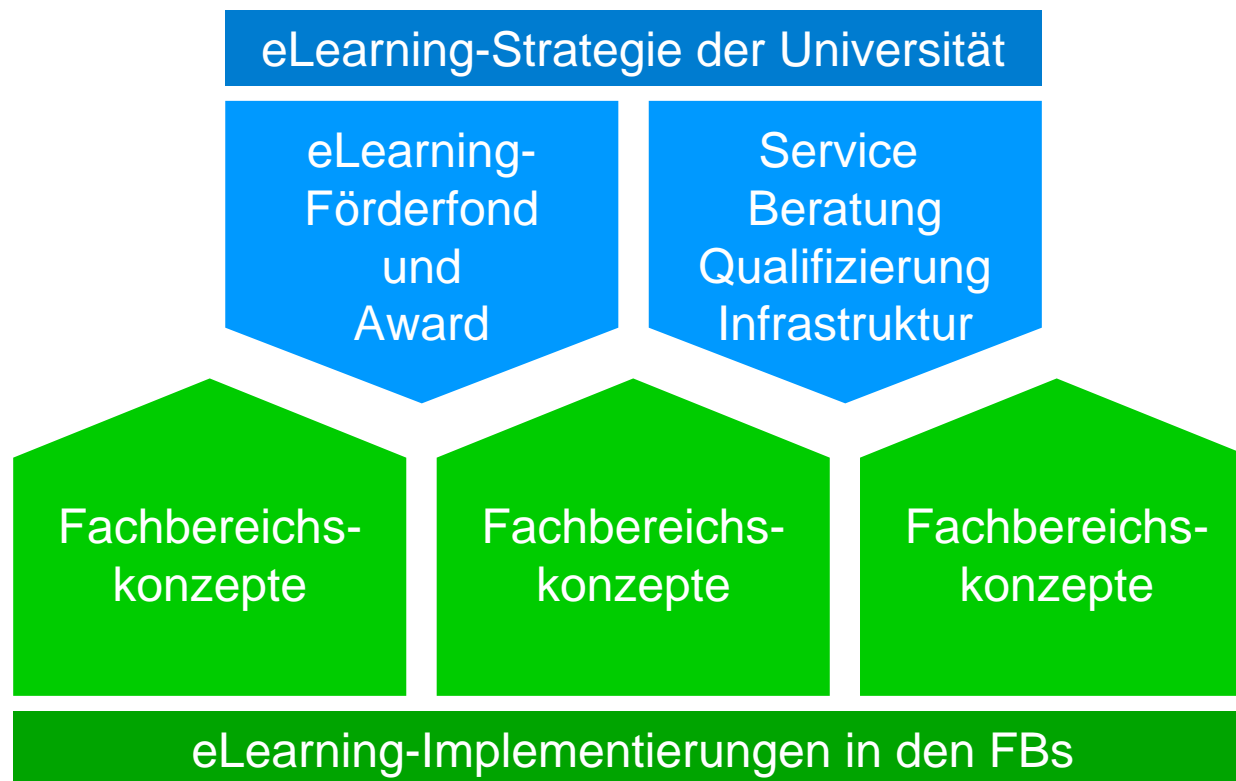 eLearning-Strategie der Universität
eLearning-
Förderfond
und
Award
Service
Beratung
Qualifizierung
Infrastruktur
Fachbereichs-
konzepte
Fachbereichs-
konzepte
Fachbereichs-
konzepte
eLearning-Implementierungen in den FBs